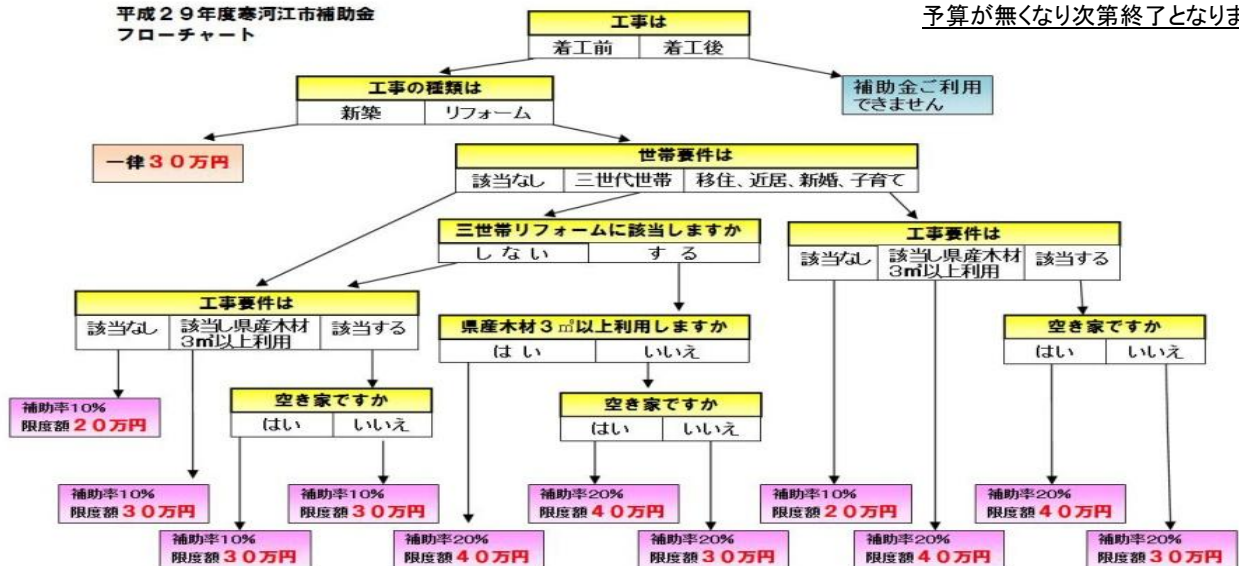 平成２９年度寒河江市補助金
フローチャート
予算が無くなり次第終了となりま
工事は
着工前 着工後
工事の種類は
新築 リフォーム
補助金ご利用
できません
一律３０万円
世帯要件は
該当なし 三世代世帯 移住、近居、新婚、子育て
三世帯リフォームに該当しますか
しない する
工事要件は
該当なし 該当し県産木材
3㎥以上利用 該当する
工事要件は
該当なし 該当し県産木材
3㎥以上利用 該当する
県産木材３㎥以上利用しますか
はい いいえ
空き家ですか
はい いいえ
空き家ですか
はい いいえ
空き家ですか
はい いいえ
補助率10%
限度額２０万円
補助率10%
限度額３０万円
補助率10%
限度額３０万円
補助率10%
限度額３０万円
補助率20%
限度額４０万円
補助率20%
限度額４０万円
補助率20%
限度額３０万円
補助率10%
限度額２０万円
補助率20%
限度額４０万円
補助率20%
限度額４０万円
補助率20%
限度額３０万円